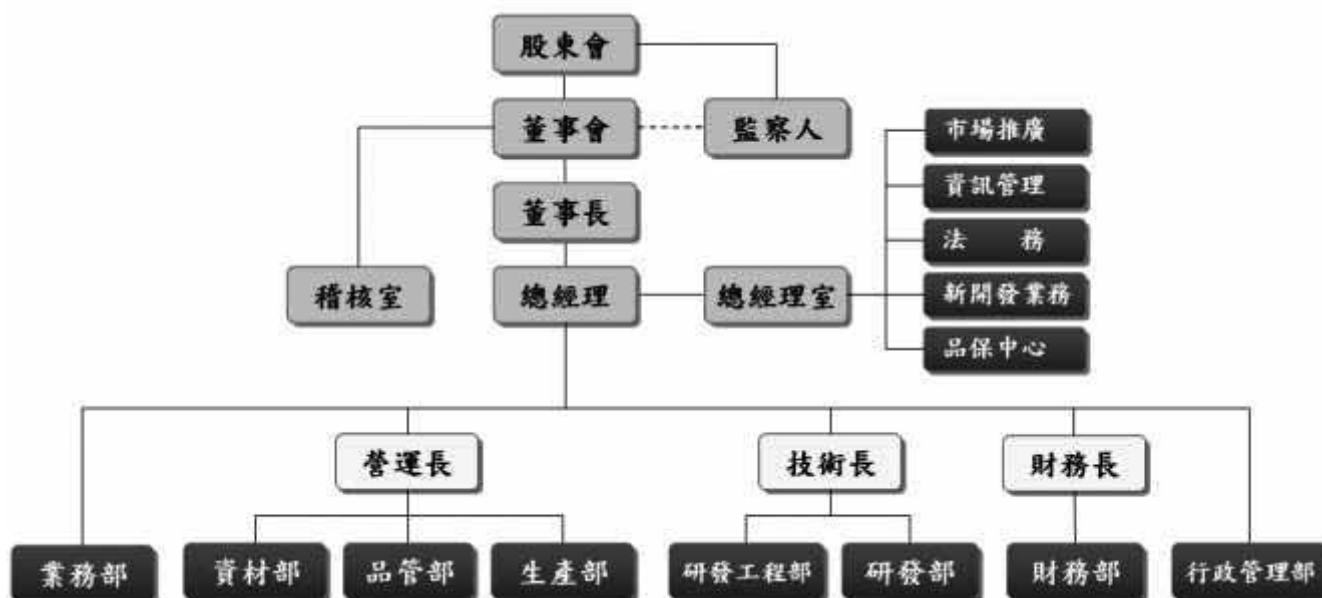 股東會
董事會
監察人
市場推廣
資訊管理
董事長
法　　務
稽核室
總經理
總經理室
新開發業務
品保中心
營運長
技術長
財務長
業務部
資材部
品管部
生產部
研發工程部
研發部
財務部
行政管理部